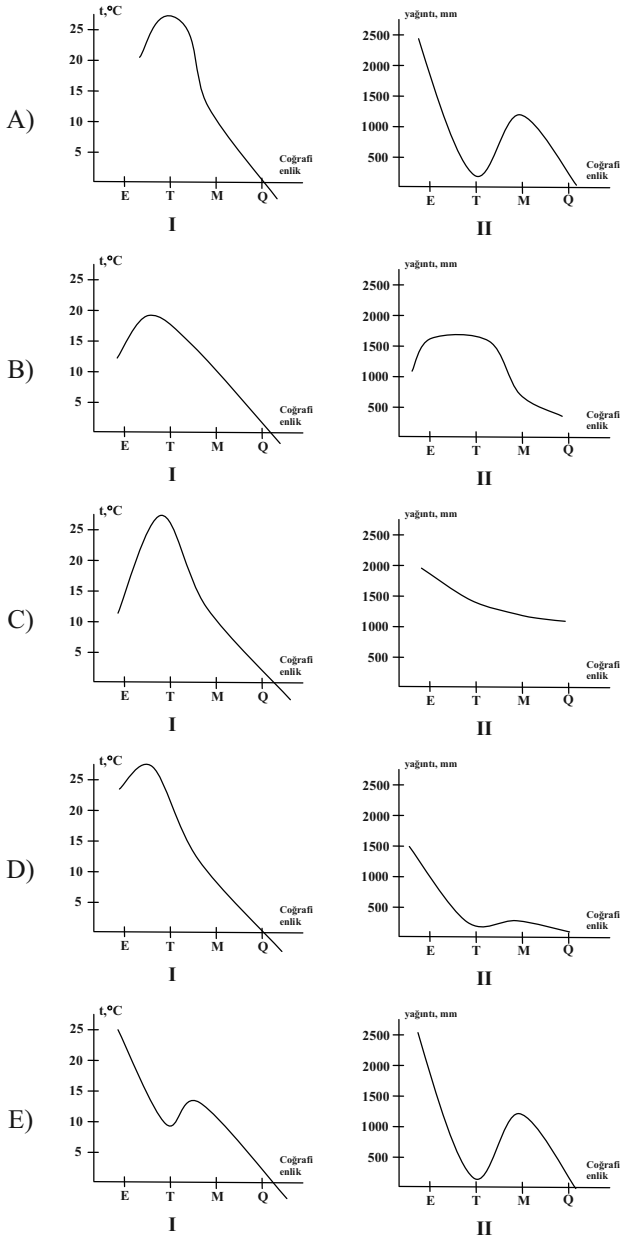 A)
t,°C
25
20
15
10
5
E T M Q
Coğrafi
enlik
I
yağıntı, mm
2500
2000
1500
1000
500
E T M Q
Coğrafi
enlik
II
B)
t,°C
25
20
15
10
5
E T M Q
Coğrafi
enlik
I
yağıntı, mm
2500
2000
1500
1000
500
E T M Q
Coğrafi
enlik
II
C)
t,°C
25
20
15
10
5
E T M Q
Coğrafi
enlik
I
yağıntı, mm
2500
2000
1500
1000
500
E T M Q
Coğrafi
enlik
II
D)
t,°C
25
20
15
10
5
E T M Q
Coğrafi
enlik
I
yağıntı, mm
2500
2000
1500
1000
500
E T M Q
Coğrafi
enlik
II
E)
t,°C
25
20
15
10
5
E T M Q
Coğrafi
enlik
I
yağıntı, mm
2500
2000
1500
1000
500
E T M Q
Coğrafi
enlik
II